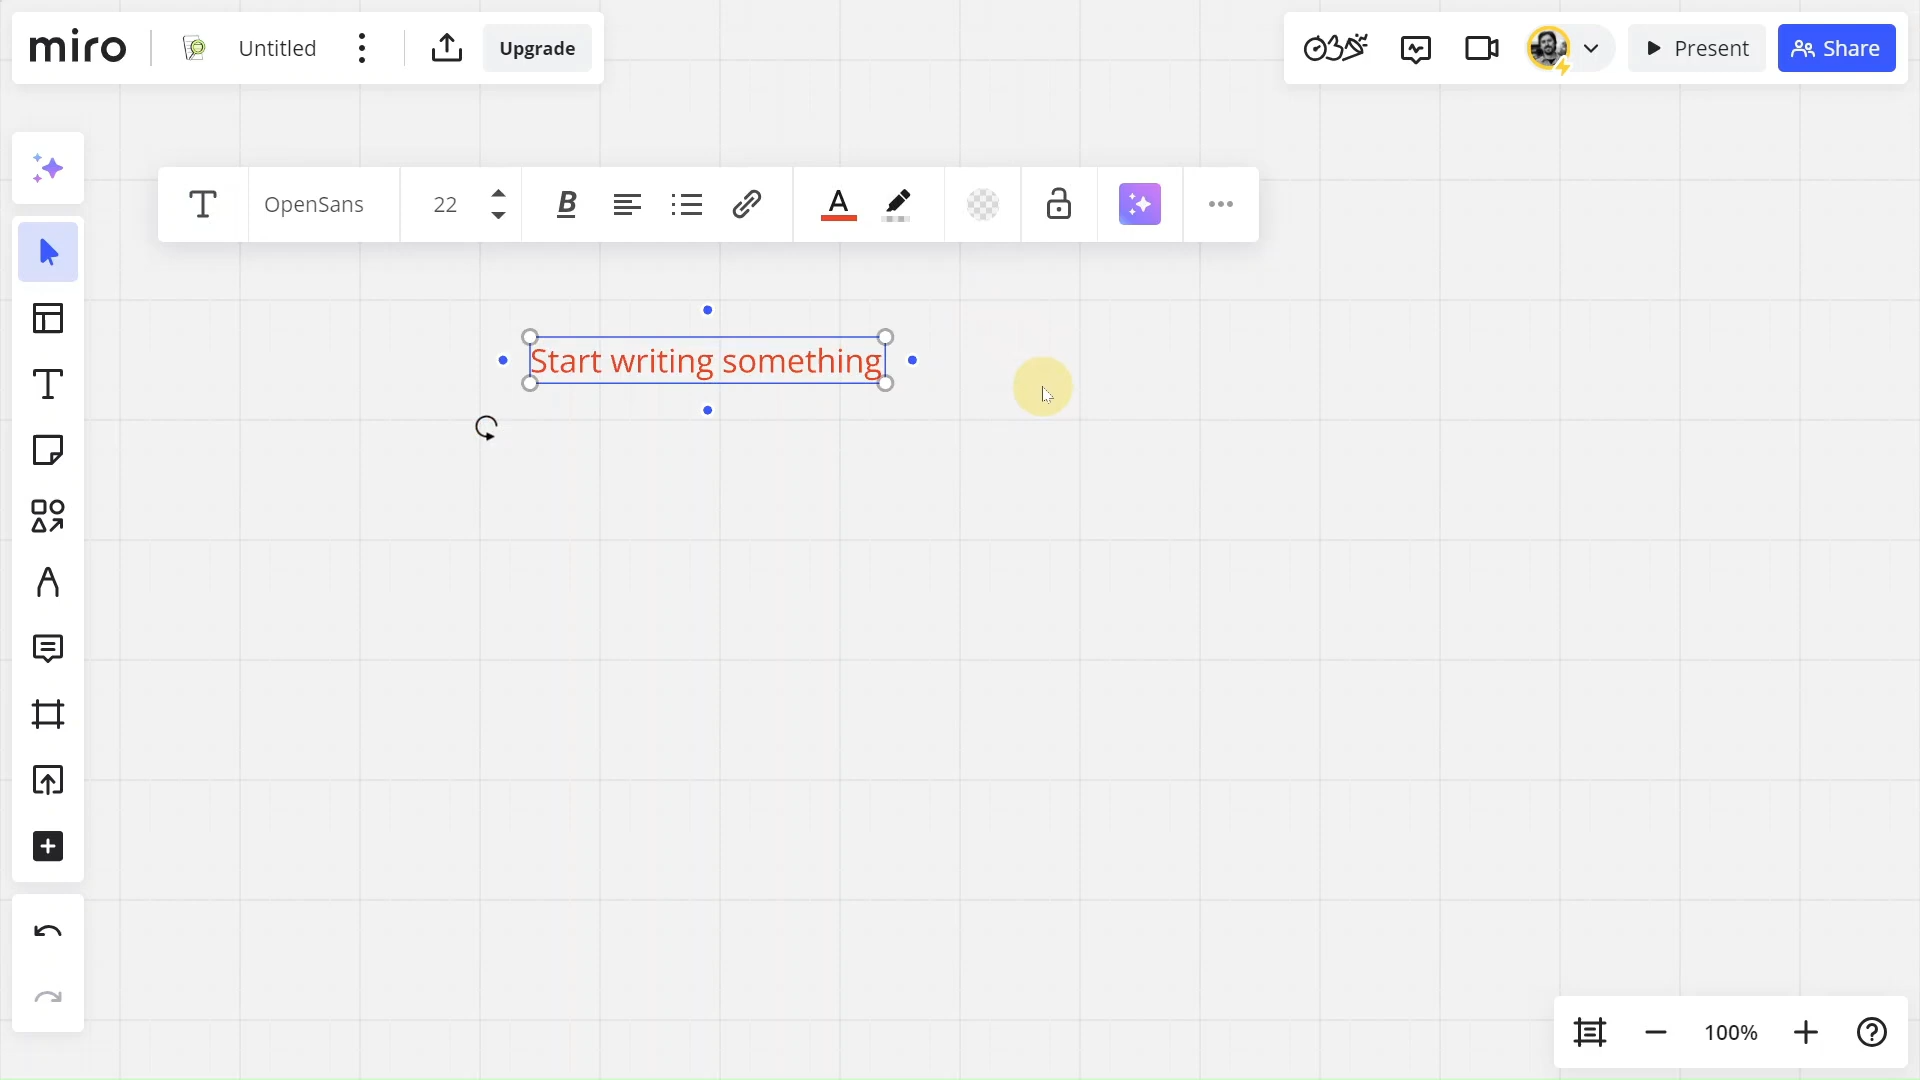 miro
Untitled
Upgrade
Present
Share
OpenSans
22
B
A
Start writing something
100%